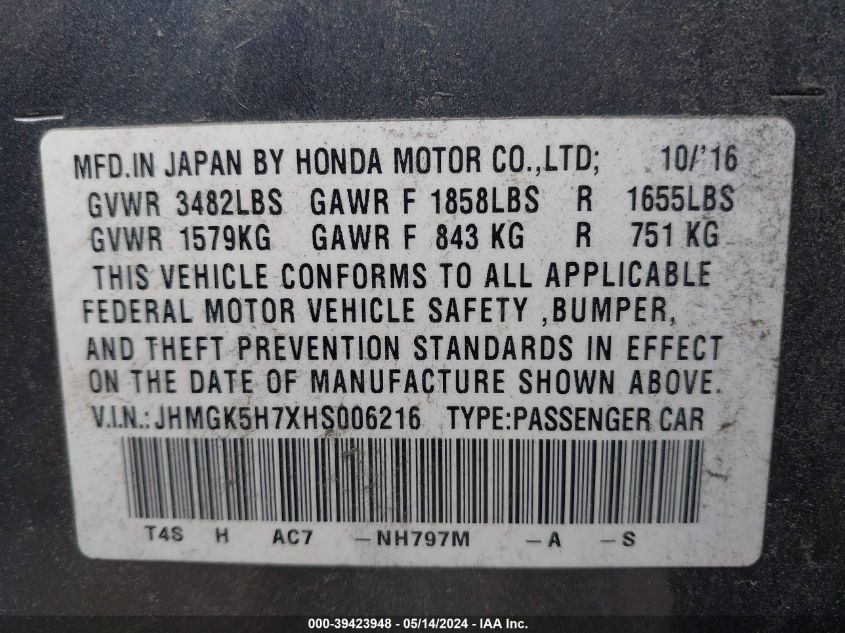 MFD.IN JAPAN BY HONDA MOTOR CO.,LTD; 10/'16
GVWR 3482LBS GAWR F 1858LBS R 1655LBS
GVWR 1579KG GAWR F 843 KG R 751 KG
THIS VEHICLE CONFORMS TO ALL APPLICABLE
FEDERAL MOTOR VEHICLE SAFETY ,BUMPER,
AND THEFT PREVENTION STANDARDS IN EFFECT
ON THE DATE OF MANUFACTURE SHOWN ABOVE.
V.I.N.:JHMGK5H7XHS006216 TYPE:PASSENGER CAR
T4S H AC7 -NH797M -A -S
000-39423948 - 05/14/2024 - IAA Inc.